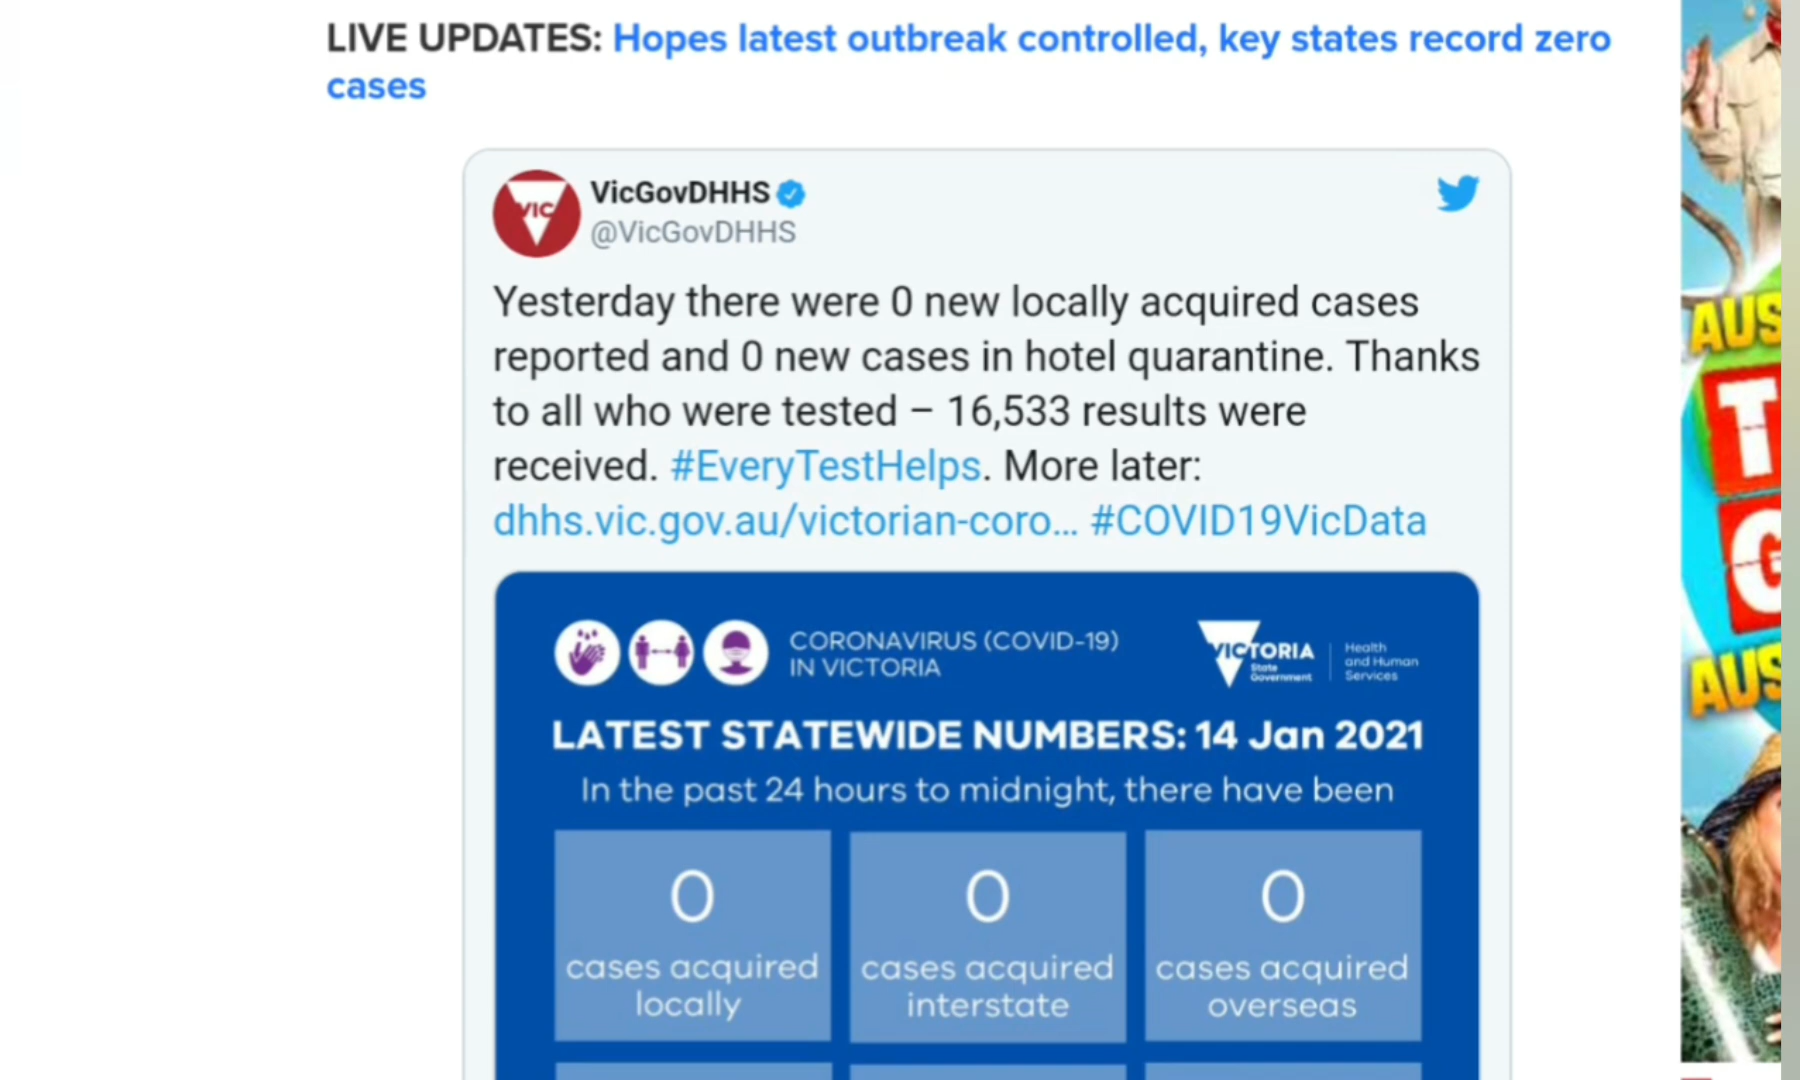 LIVE UPDATES: Hopes latest outbreak controlled, key states record zero
cases
VicGovDHHS
@VicGovDHHS
Yesterday there were 0 new locally acquired cases
reported and 0 new cases in hotel quarantine. Thanks
to all who were tested – 16,533 results were
received. #EveryTestHelps. More later:
dhhs.vic.gov.au/victorian-coro… #COVID19VicData
VIC
CORONAVIRUS (COVID-19)
IN VICTORIA
VICTORIA
State
Government
Health
and Human
Services
LATEST STATEWIDE NUMBERS: 14 Jan 2021
In the past 24 hours to midnight, there have been
0
cases acquired
locally
0
cases acquired
interstate
0
cases acquired
overseas
AUS
T
G
AUS